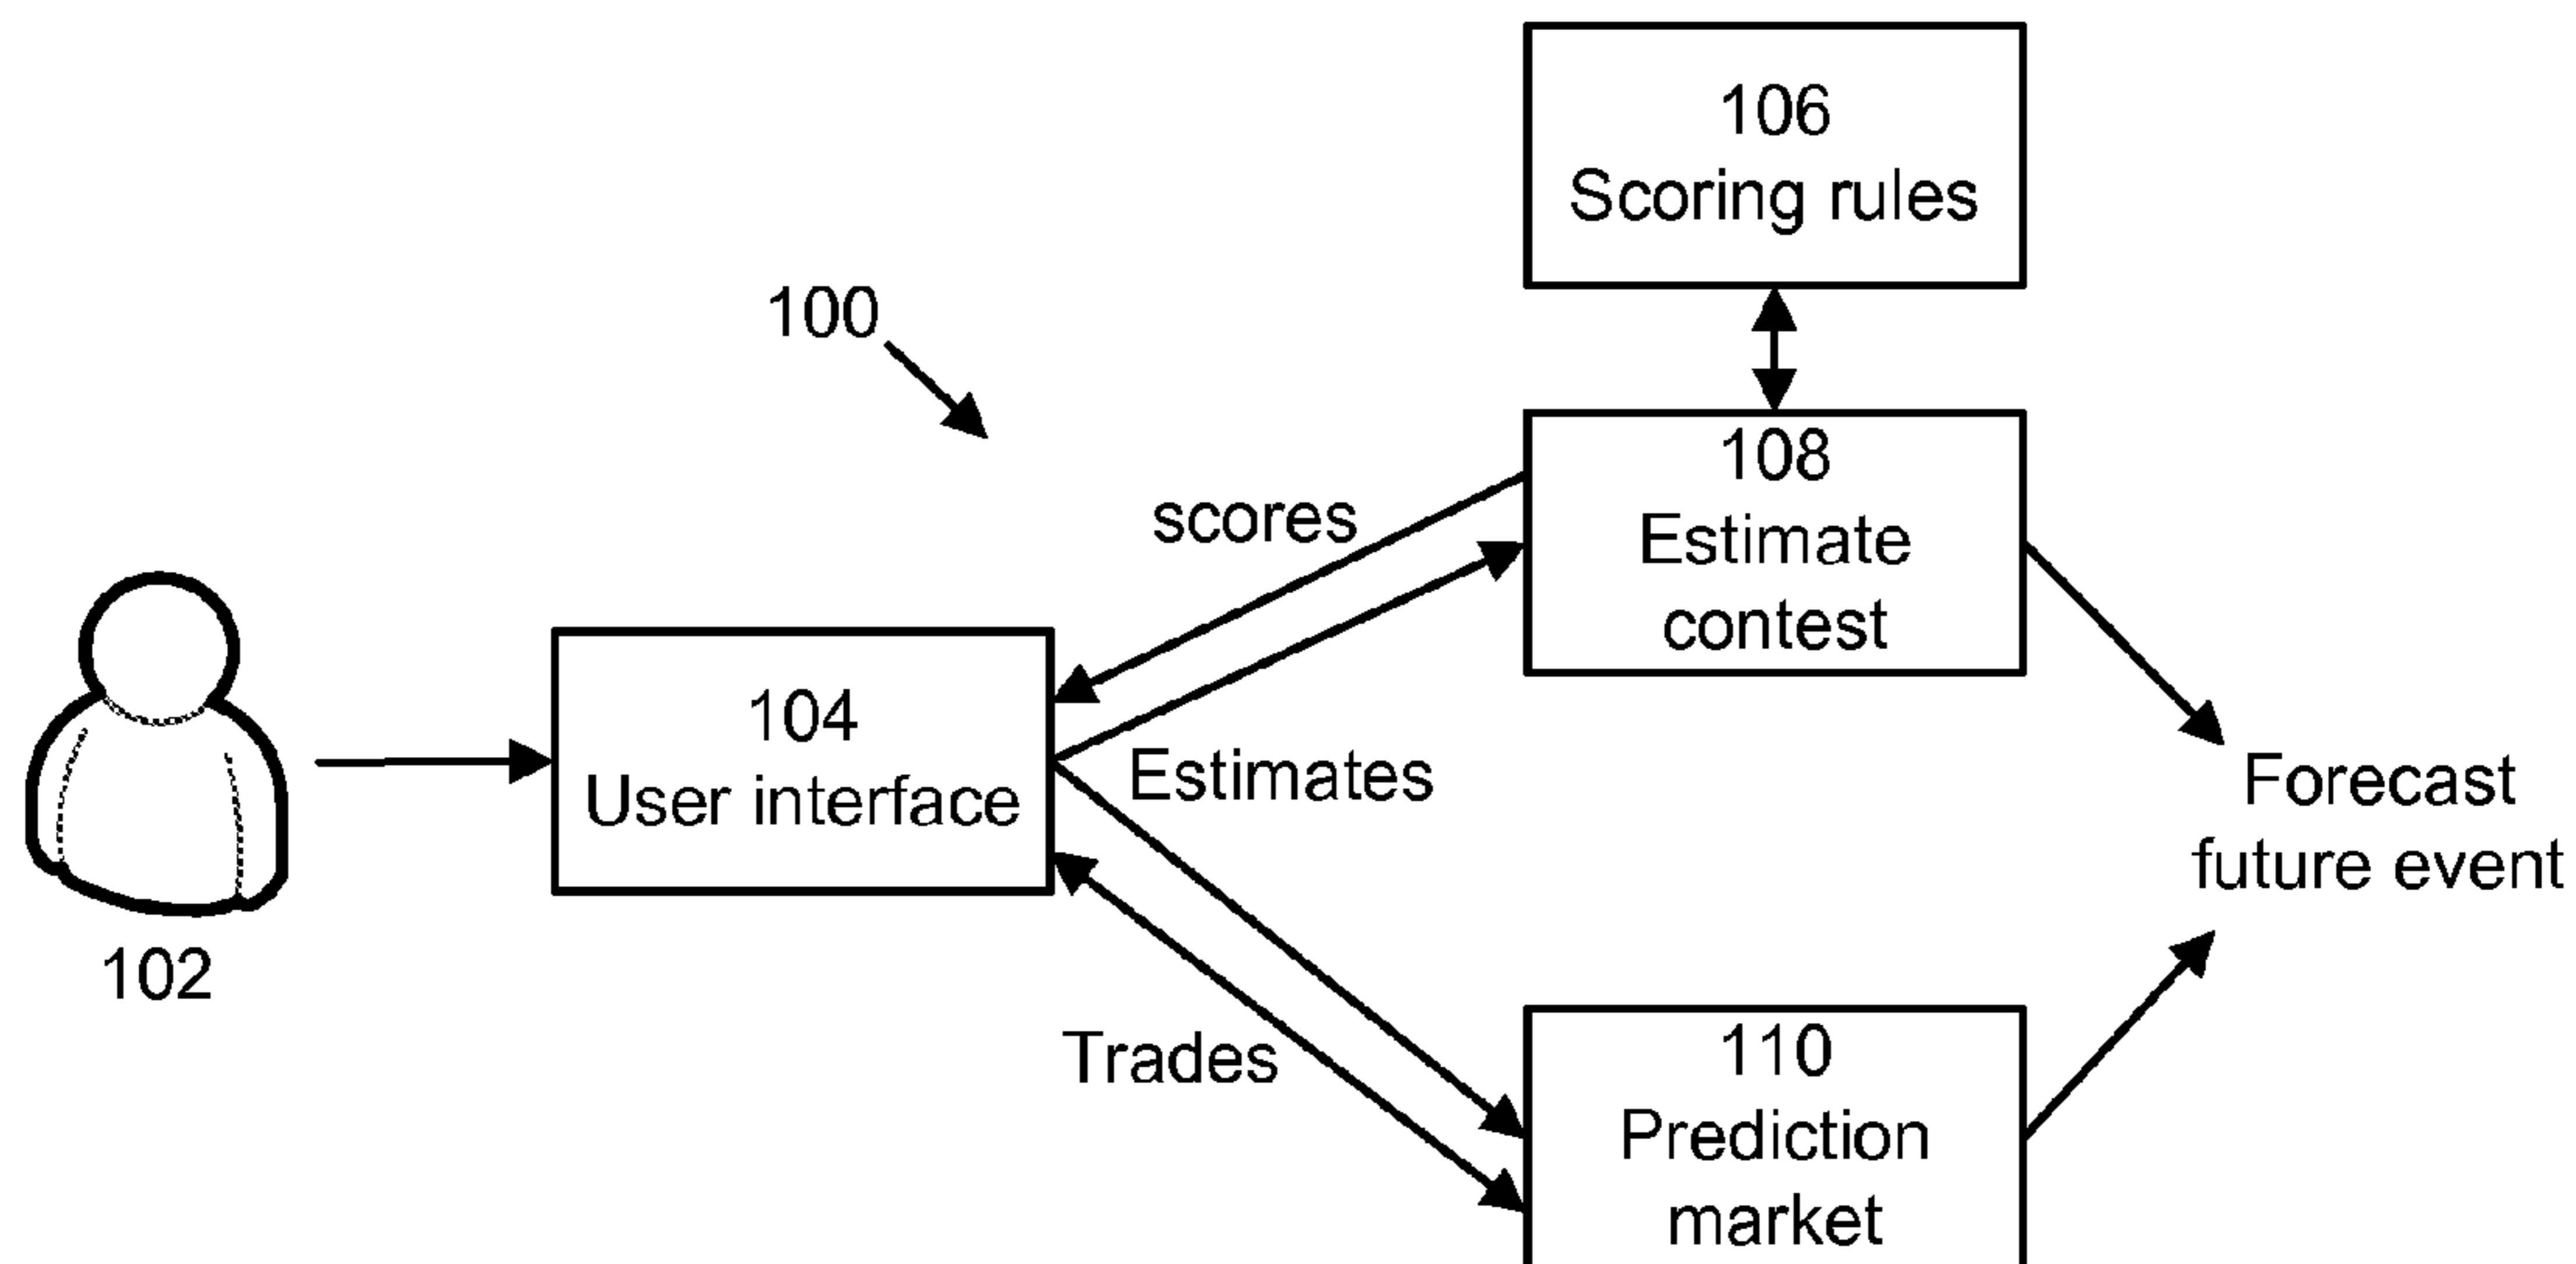 106
Scoring rules
100
108
Estimate
contest
scores
104
User interface
Estimates
Forecast
future event
102
Trades
110
Prediction
market